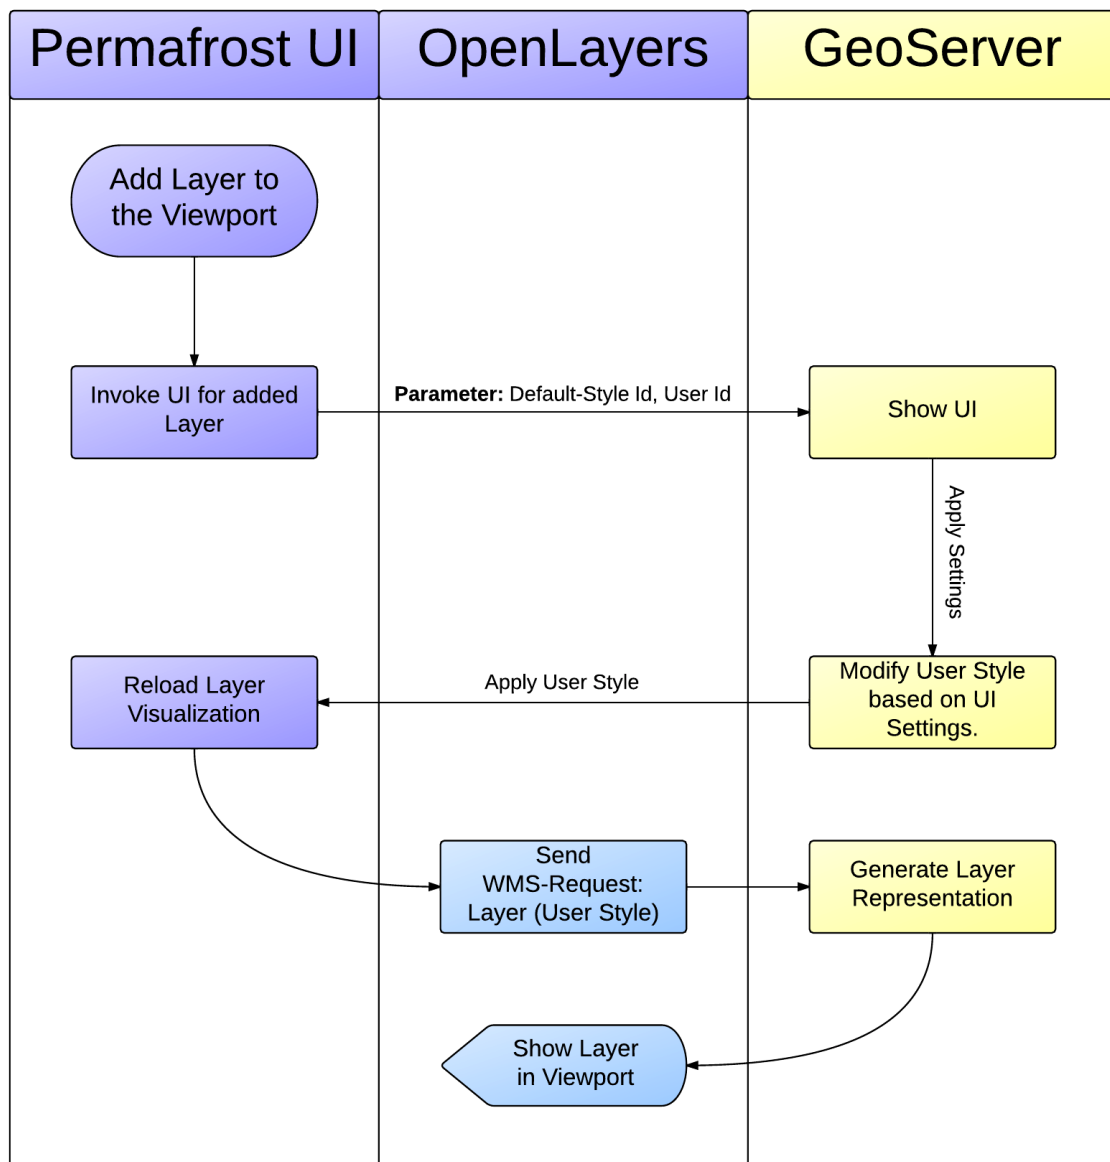 Permafrost UI
OpenLayers
GeoServer
Add Layer to
the Viewport
Invoke UI for added
Layer
Parameter: Default-Style Id, User Id
Show UI
Apply Settings
Modify User Style
based on UI
Settings.
Apply User Style
Reload Layer
Visualization
Send
WMS-Request:
Layer (User Style)
Generate Layer
Representation
Show Layer
in Viewport